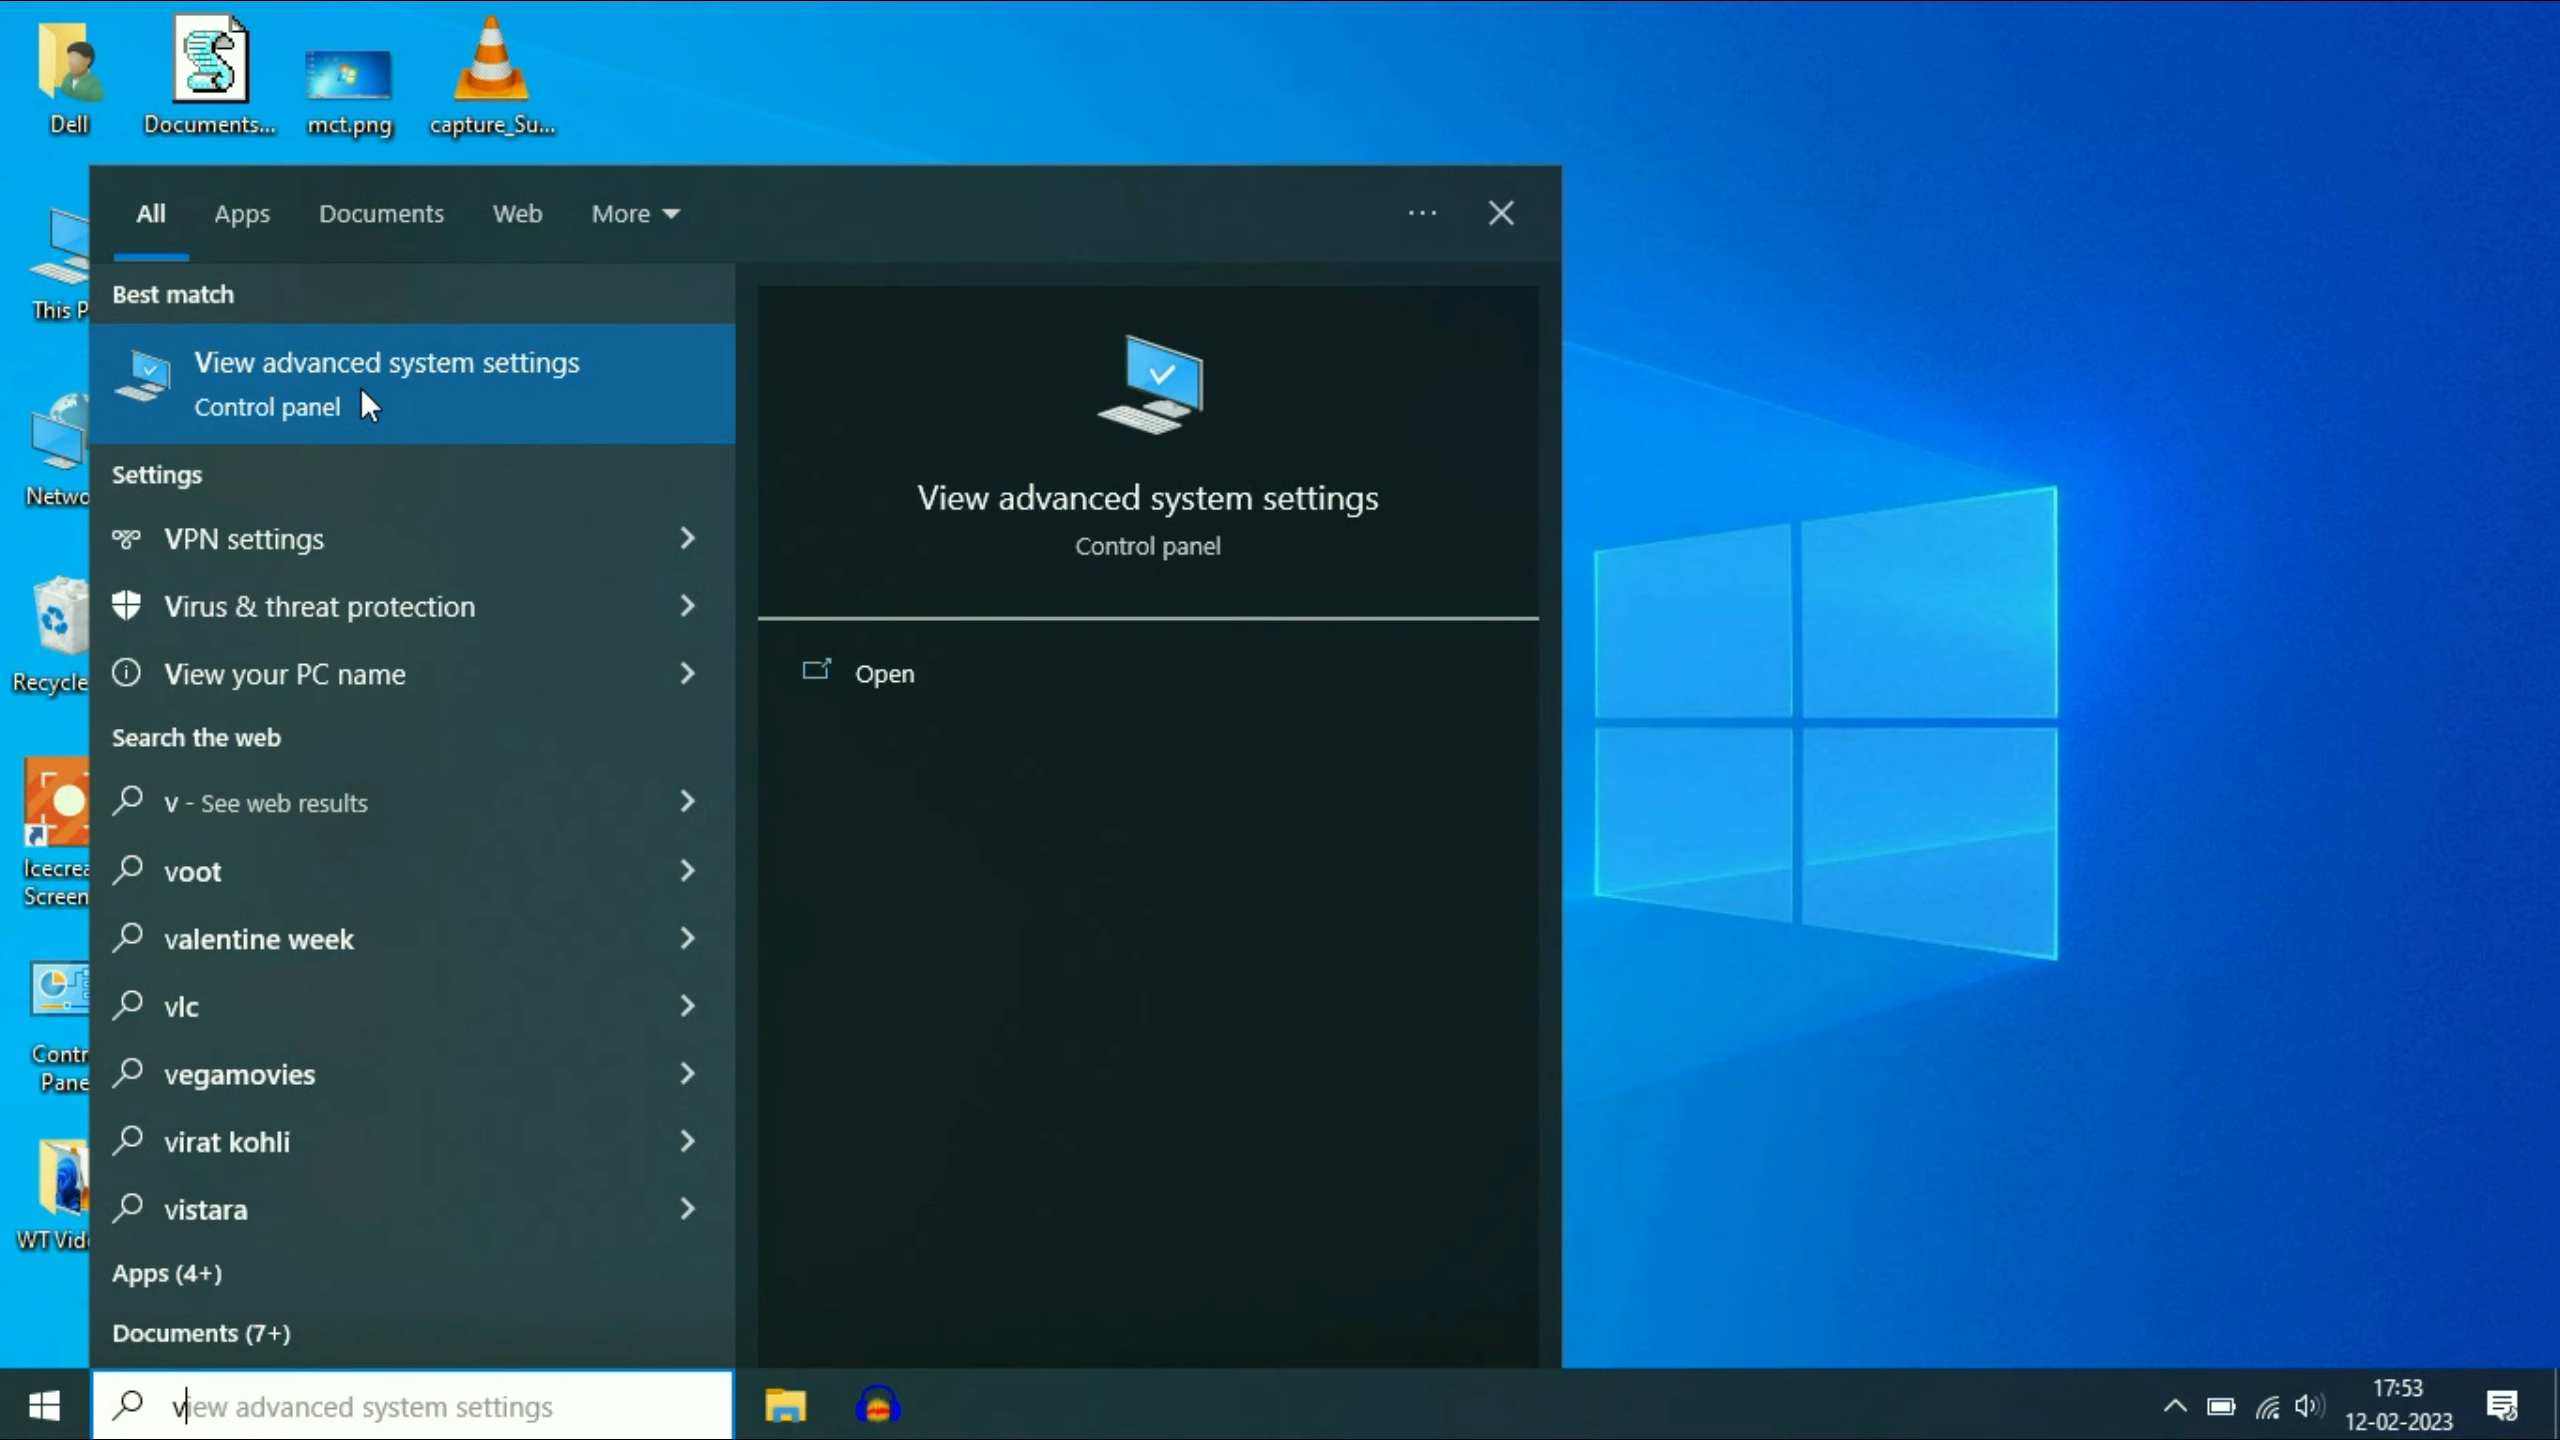 Dell
Documents...
mct.png
capture_Su...
This P
Netwo
Recycle
Icecrea
Screen
Contr
Pane
WT Vid
All
Apps
Documents
Web
More
Best match
View advanced system settings
Control panel
Settings
VPN settings
Virus & threat protection
View your PC name
Search the web
v - See web results
voot
valentine week
vlc
vegamovies
virat kohli
vistara
Apps (4+)
Documents (7+)
View advanced system settings
Control panel
Open
view advanced system settings
17:53
12-02-2023